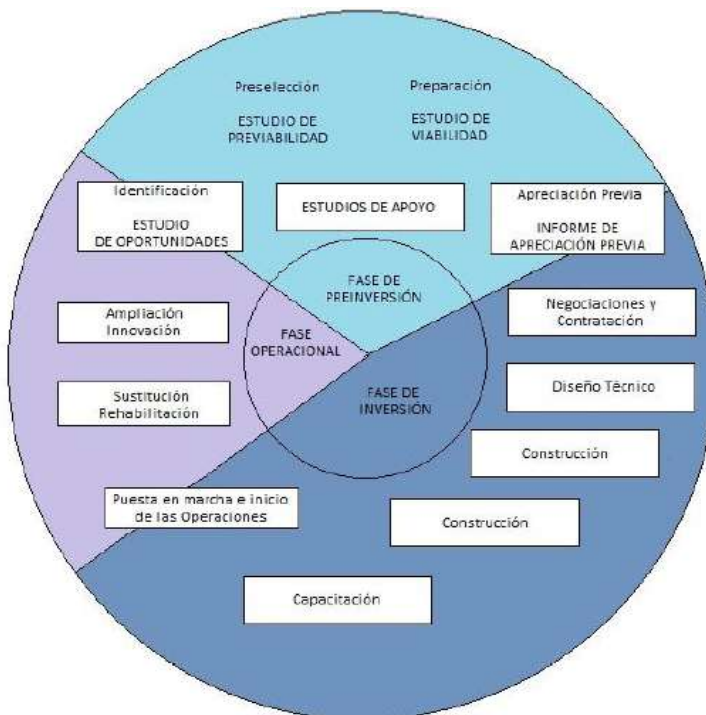 Preselección
ESTUDIO DE
PREVIABILIDAD
Preparación
ESTUDIO DE
VIABILIDAD
Identificación
ESTUDIO
DE OPORTUNIDADES
ESTUDIOS DE APOYO
Apreciación Previa
INFORME DE
APRECIACIÓN PREVIA
FASE DE
PREINVERSIÓN
Negociaciones y
Contratación
Ampliación
Innovación
FASE
OPERACIONAL
FASE DE
INVERSIÓN
Diseño Técnico
Sustitución
Rehabilitación
Construcción
Puesta en marcha e inicio
de las Operaciones
Construcción
Capacitación